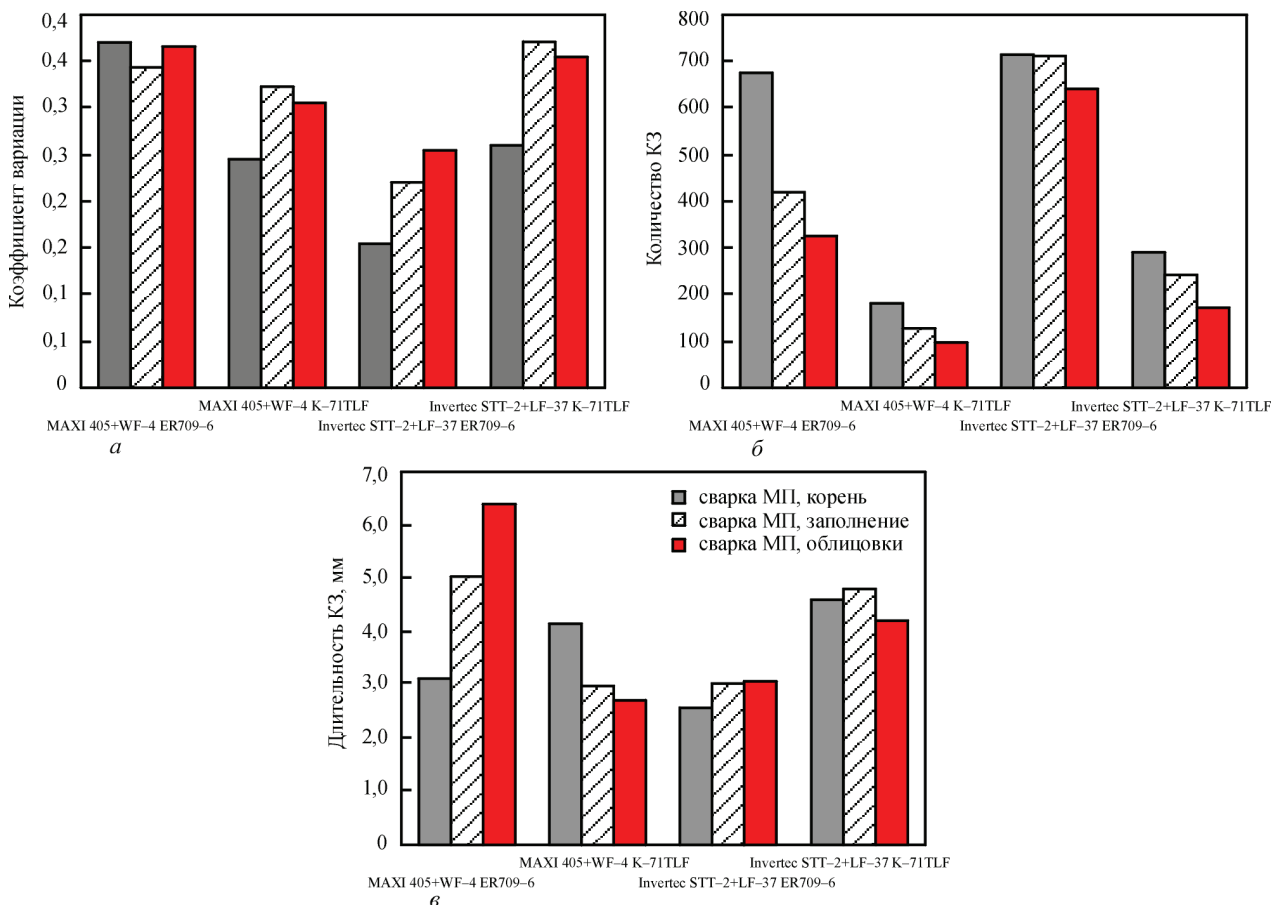 Коэффициент вариации
0,4
0,4
0,3
0,3
0,2
0,2
0,1
0,1
0
MAXI 405+WF–4 K–71TLF
Invertec STT–2+LF–37 K–71TLF
MAXI 405+WF–4 ER709–6
Invertec STT–2+LF–37 ER709–6
а
Количество КЗ
800
700
600
500
400
300
200
100
0
MAXI 405+WF–4 K–71TLF
Invertec STT–2+LF–37 K–71TLF
MAXI 405+WF–4 ER709–6
Invertec STT–2+LF–37 ER709–6
б
Длительность КЗ, мм
7,0
6,0
5,0
4,0
3,0
2,0
1,0
0
сварка МП, корень
сварка МП, заполнение
сварка МП, облицовки
MAXI 405+WF–4 K–71TLF
Invertec STT–2+LF–37 K–71TLF
MAXI 405+WF–4 ER709–6
Invertec STT–2+LF–37 ER709–6
в